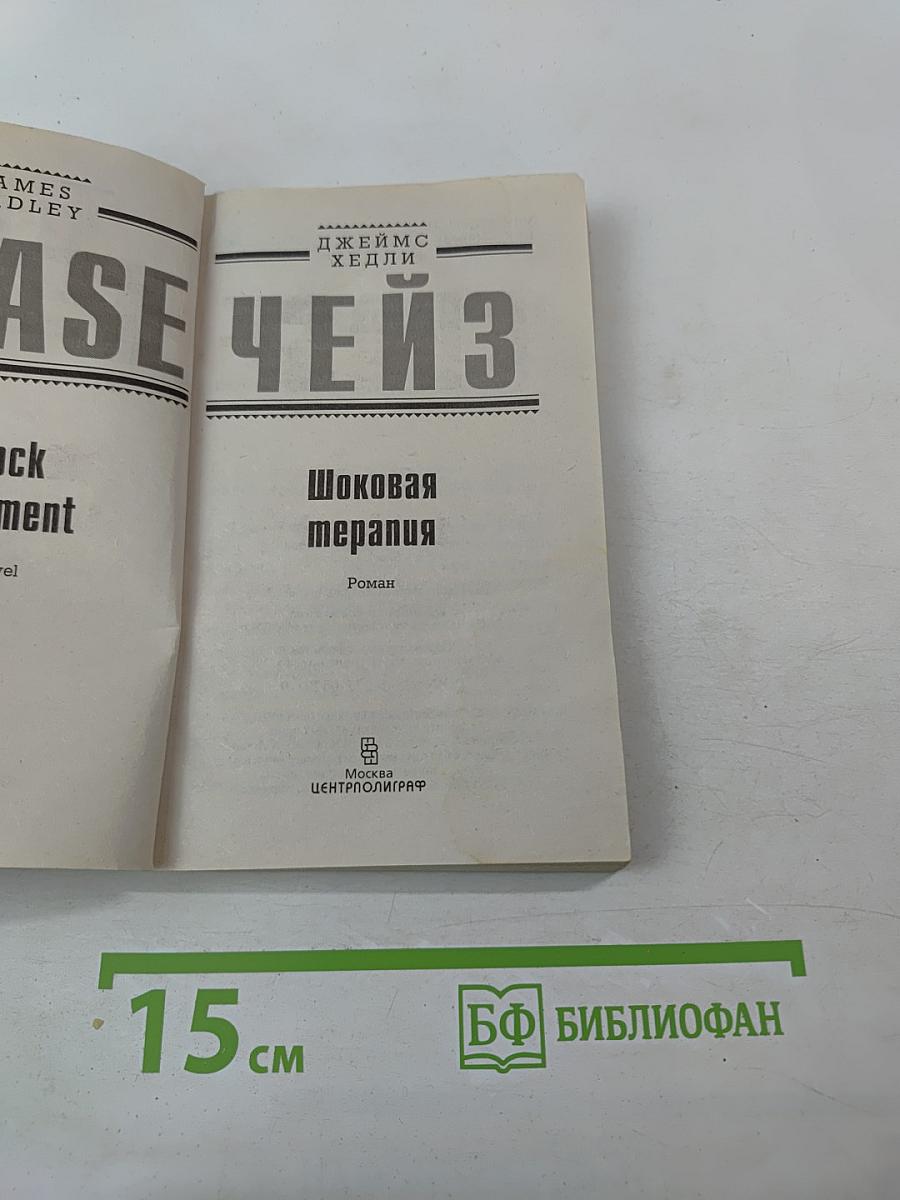 AMES
DLEY
ASE
ock
ment
vel
ДЖЕЙМС
ХЕДЛИ
ЧЕЙЗ
Шоковая
терапия
Роман
Москва
ЦЕНТРПОЛИГРАФ
15 см
БФ БИБЛИОФАН